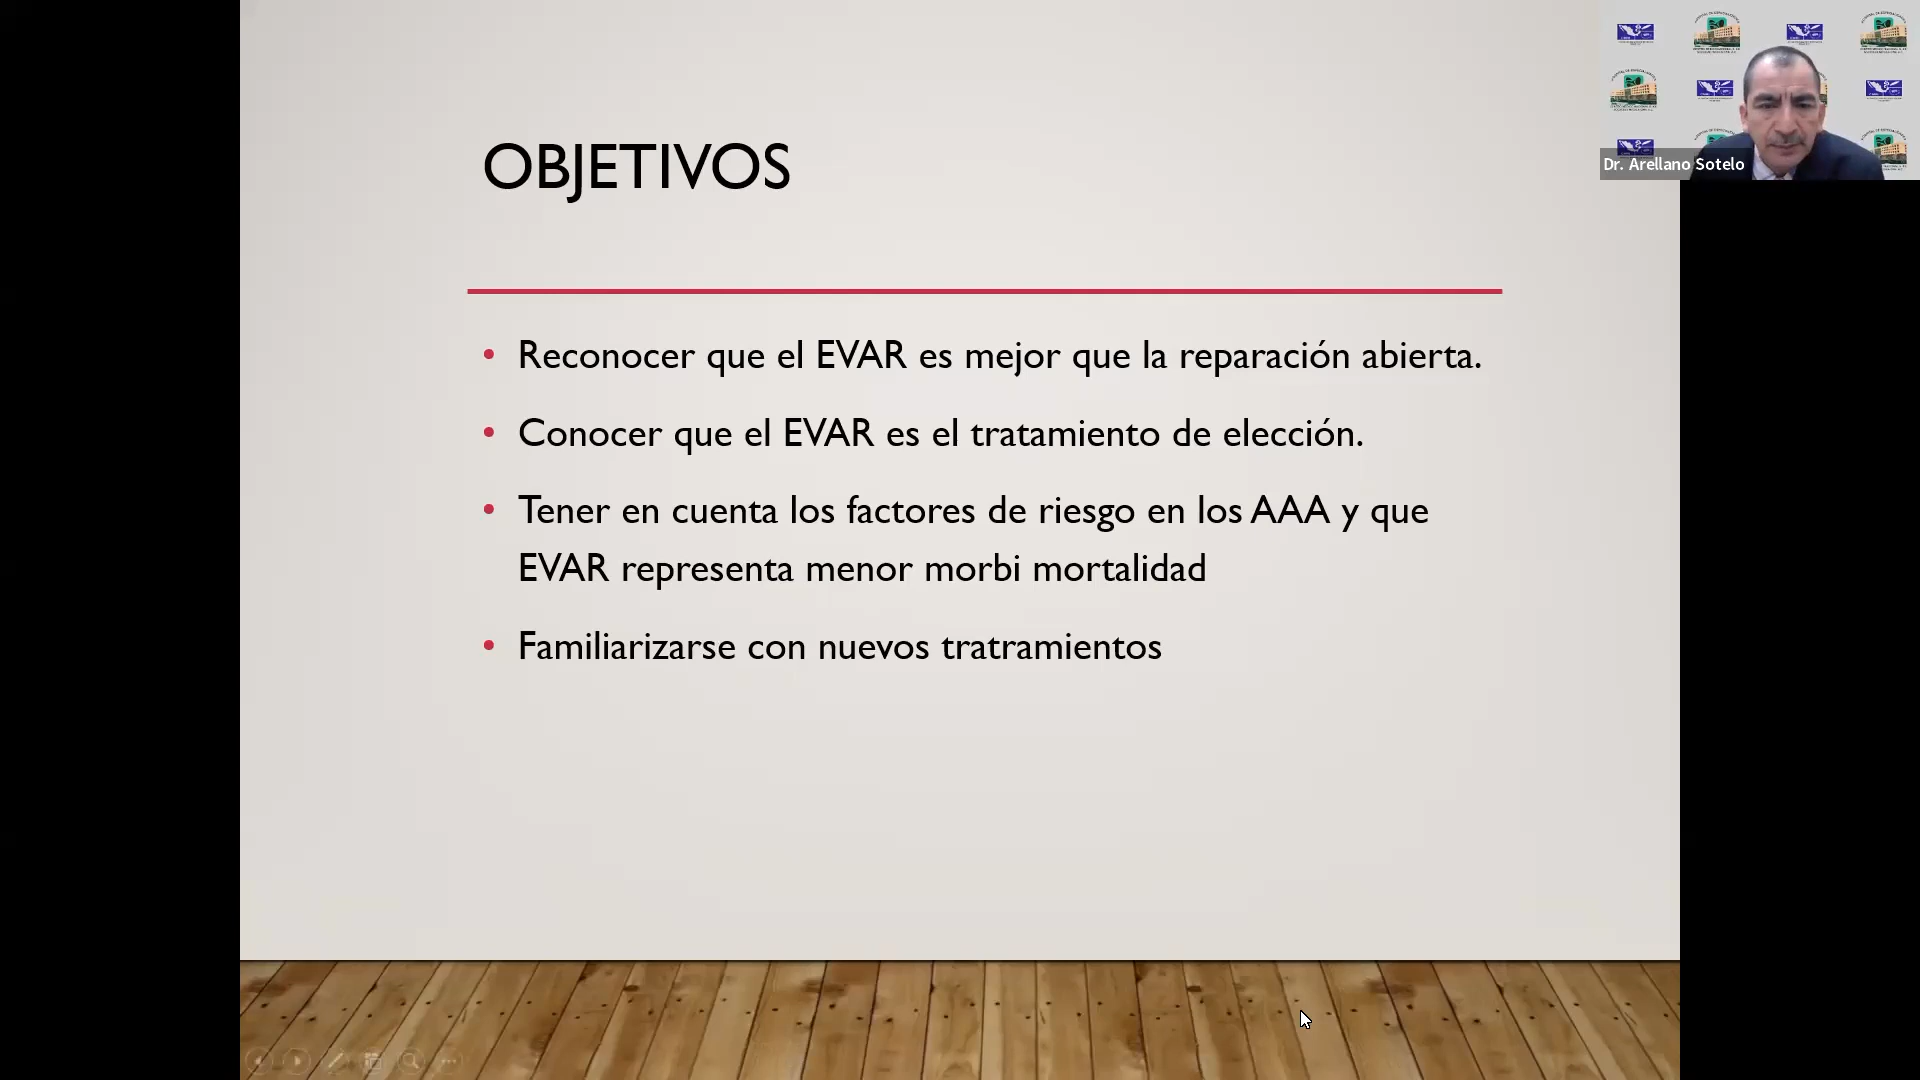 OBJETIVOS
Dr. Arellano Sotelo
• Reconocer que el EVAR es mejor que la reparación abierta.
• Conocer que el EVAR es el tratamiento de elección.
• Tener en cuenta los factores de riesgo en los AAA y que
EVAR representa menor morbi mortalidad
• Familiarizarse con nuevos tratramientos